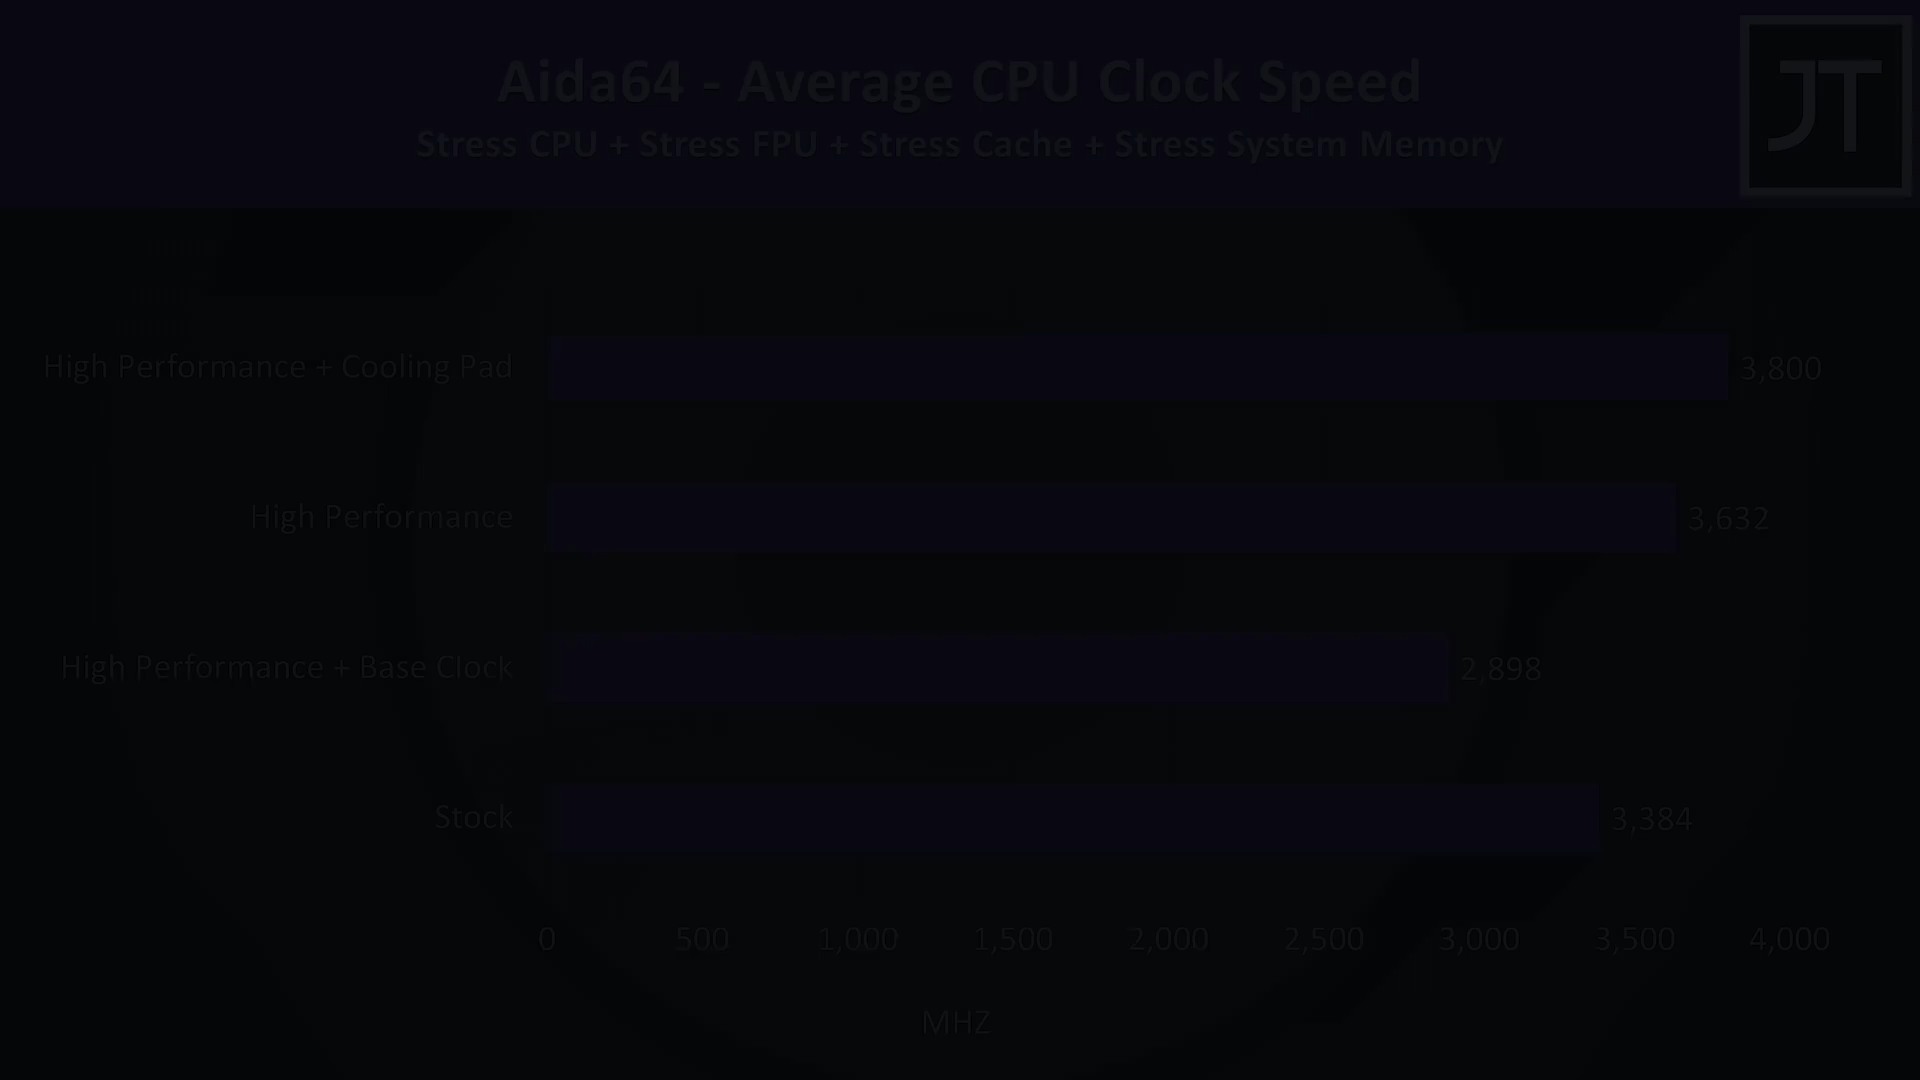 Aida64 - Average CPU Clock Speed
Stress CPU + Stress FPU + Stress Cache + Stress System Memory
JT
High Performance + Cooling Pad 3,800
High Performance 3,632
High Performance + Base Clock 2,898
Stock 3,384
0 500 1,000 1,500 2,000 2,500 3,000 3,500 4,000
MHZ